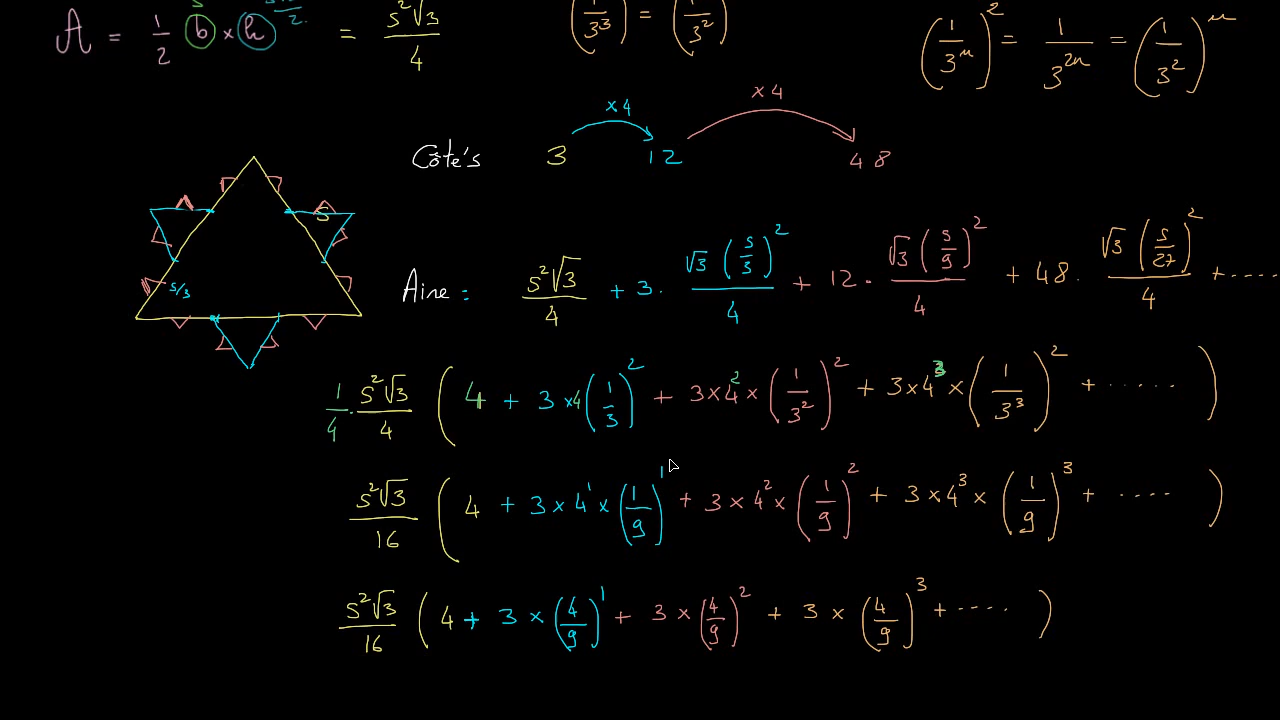 𝒜 = 1/2 b × h = s²√3/4
(1/3³) = (1/3²)
(1/3ⁿ)² = 1/3²ⁿ = (1/3²)ⁿ
×4 ×4
Côte's 3 12 48
S
s/3
Aire : s²√3/4 + 3 · √3 (s/3)²/4 + 12 · √3 (s/9)²/4 + 48 · √3 (s/27)²/4 + ....
1/4 · s²√3/4 ( 4 + 3 ×4 (1/3)² + 3 × 4² × (1/3²)² + 3 × 4³ × (1/3³)² + ...... )
s²√3/16 ( 4 + 3 × 4¹ × (1/9)¹ + 3 × 4² × (1/9)² + 3 × 4³ × (1/9)³ + .... )
s²√3/16 ( 4 + 3 × (4/9)¹ + 3 × (4/9)² + 3 × (4/9)³ + .... )